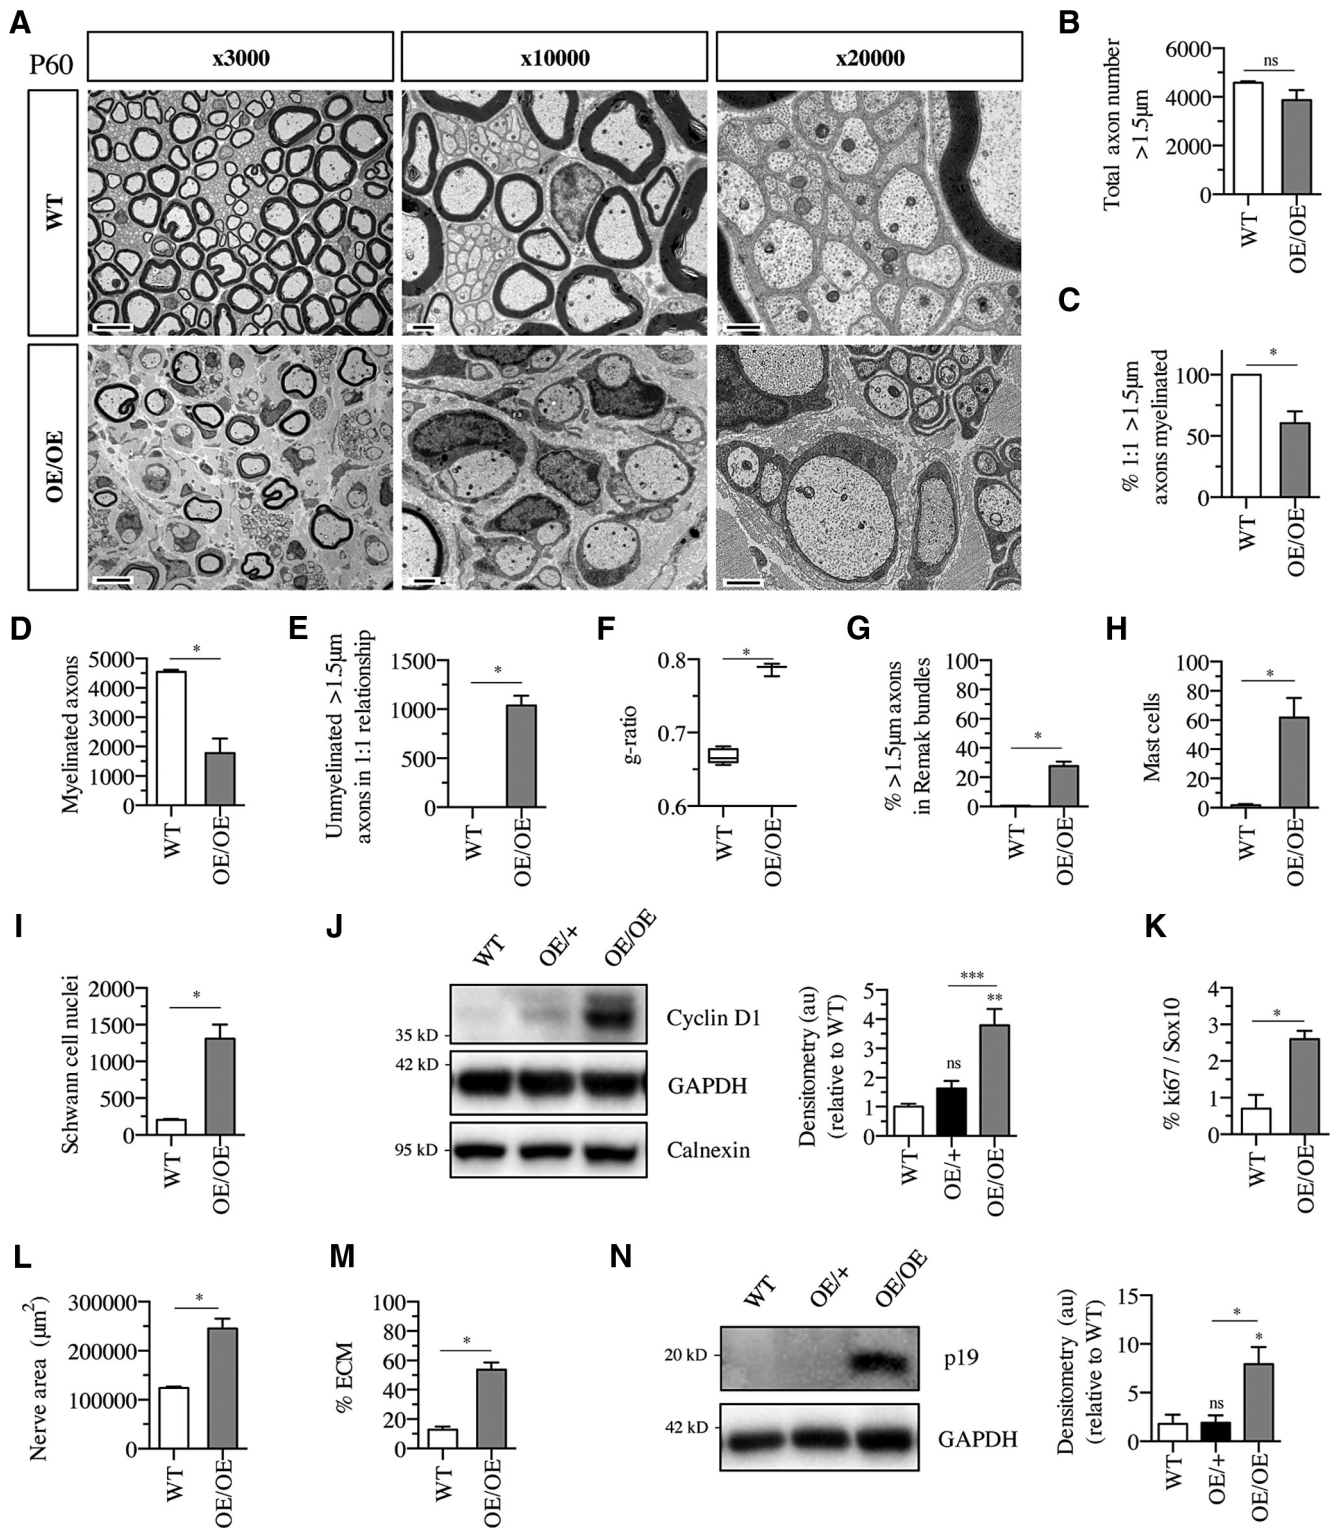 A
P60
x3000
x10000
x20000
WT
OE/OE
B
Total axon number
>1.5μm
6000
4000
2000
0
ns
WT
OE/OE
C
% 1:1 >1.5μm
axons myelinated
100
50
0
*
WT
OE/OE
D
Myelinated axons
5000
4000
3000
2000
1000
0
*
WT
OE/OE
E
Unmyelinated >1.5μm
axons in 1:1 relationship
1500
1000
500
0
*
WT
OE/OE
F
g-ratio
0.8
0.7
0.6
*
WT
OE/OE
G
% >1.5μm axons
in Remak bundles
100
80
60
40
20
0
*
WT
OE/OE
H
Mast cells
100
80
60
40
20
0
*
WT
OE/OE
I
Schwann cell nuclei
2000
1500
1000
500
0
*
WT
OE/OE
J
WT
OE/+
OE/OE
35 kD
Cyclin D1
42 kD
GAPDH
95 kD
Calnexin
Densitometry (au)
(relative to WT)
5
4
3
2
1
0
ns
***
**
WT
OE/+
OE/OE
K
% ki67 / Sox10
4
3
2
1
0
*
WT
OE/OE
L
Nerve area (μm²)
300000
200000
100000
0
*
WT
OE/OE
M
% ECM
100
80
60
40
20
0
*
WT
OE/OE
N
WT
OE/+
OE/OE
20 kD
p19
42 kD
GAPDH
Densitometry (au)
(relative to WT)
15
10
5
0
ns
*
*
WT
OE/+
OE/OE